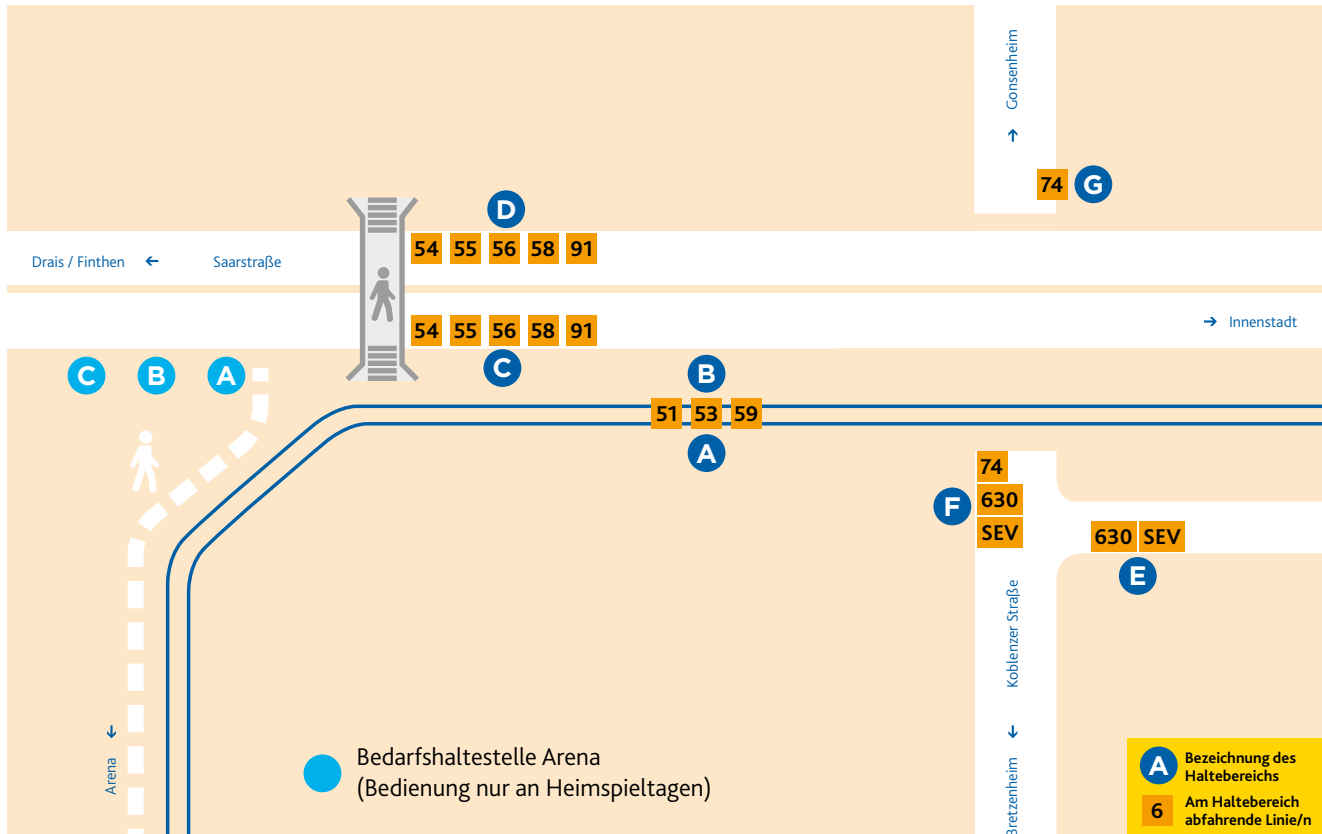 Gonsenheim
74 G
D
54 55 56 58 91
Drais / Finthen ← Saarstraße
54 55 56 58 91
→ Innenstadt
C B A
C
B
51 53 59
A
74
F 630
SEV
630 SEV
E
Koblenzer Straße
Bretzenheim
Arena
Bedarfshaltestelle Arena
(Bedienung nur an Heimspieltagen)
A Bezeichnung des
Haltebereichs
6 Am Haltebereich
abfahrende Linie/n